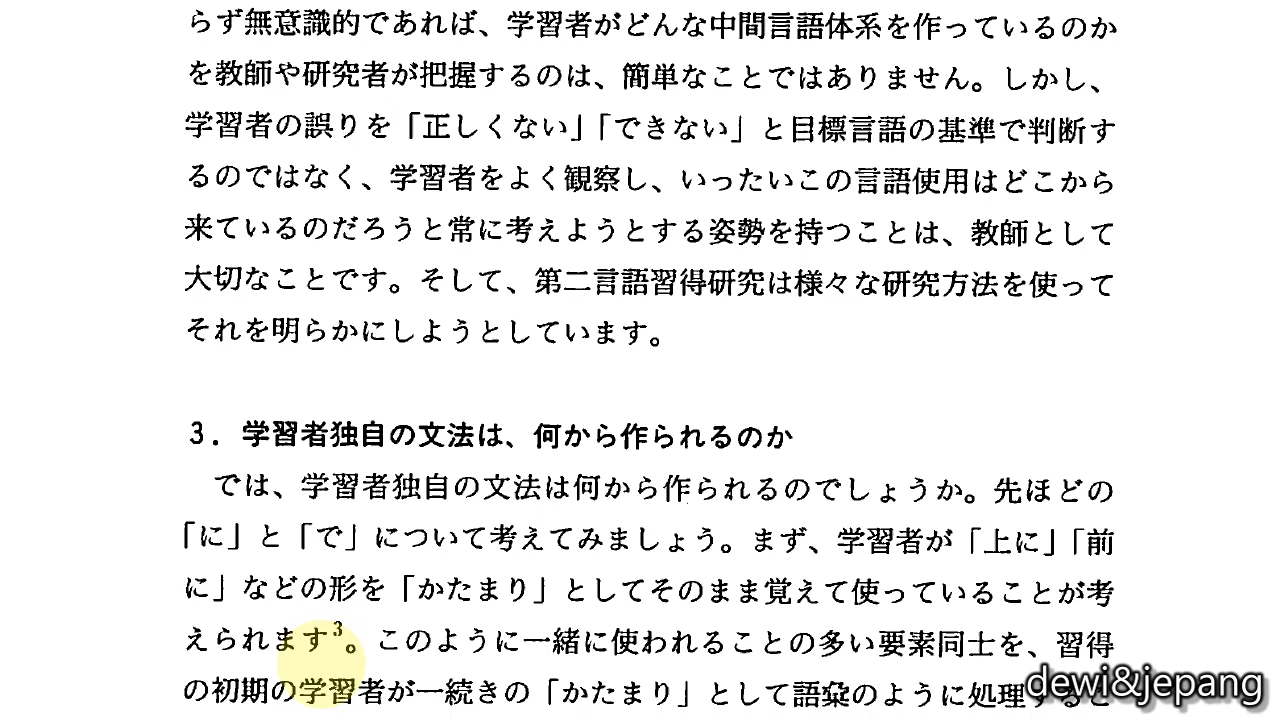 らず無意識的であれば、学習者がどんな中間言語体系を作っているのか
を教師や研究者が把握するのは、簡単なことではありません。しかし、
学習者の誤りを「正しくない」「できない」と目標言語の基準で判断す
るのではなく、学習者をよく観察し、いったいこの言語使用はどこから
来ているのだろうと常に考えようとする姿勢を持つことは、教師として
大切なことです。そして、第二言語習得研究は様々な研究方法を使って
それを明らかにしようとしています。
3．学習者独自の文法は、何から作られるのか
では、学習者独自の文法は何から作られるのでしょうか。先ほどの
「に」と「で」について考えてみましょう。まず、学習者が「上に」「前
に」などの形を「かたまり」としてそのまま覚えて使っていることが考
えられます3。このように一緒に使われることの多い要素同士を、習得
の初期の学習者が一続きの「かたまり」として語彙のように処理すると
dewi&jepang